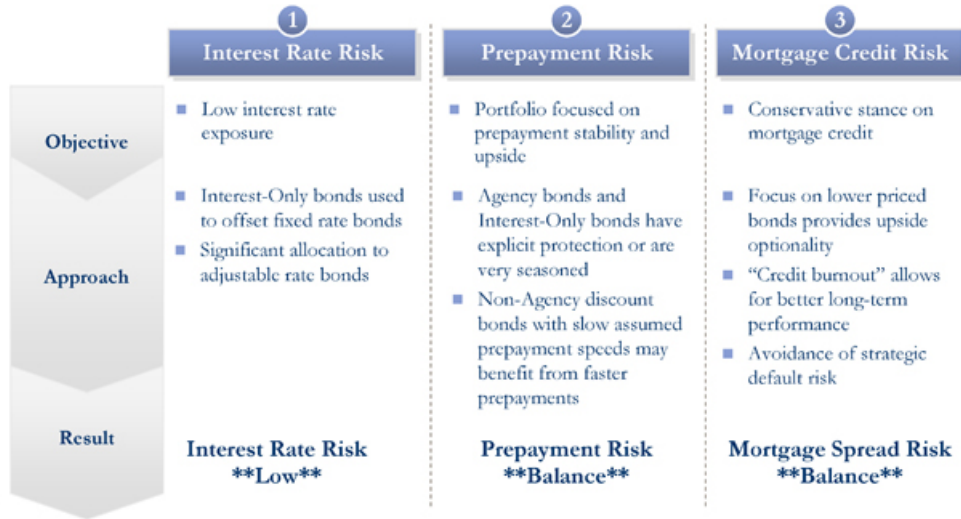 1
Interest Rate Risk
2
Prepayment Risk
3
Mortgage Credit Risk
Objective
Low interest rate
exposure
Portfolio focused on
prepayment stability and
upside
Conservative stance on
mortgage credit
Approach
Interest-Only bonds used
to offset fixed rate bonds
Significant allocation to
adjustable rate bonds
Agency bonds and
Interest-Only bonds have
explicit protection or are
very seasoned
Non-Agency discount
bonds with slow assumed
prepayment speeds may
benefit from faster
prepayments
Focus on lower priced
bonds provides upside
optionality
“Credit burnout” allows
for better long-term
performance
Avoidance of strategic
default risk
Result
Interest Rate Risk
**Low**
Prepayment Risk
**Balance**
Mortgage Spread Risk
**Balance**